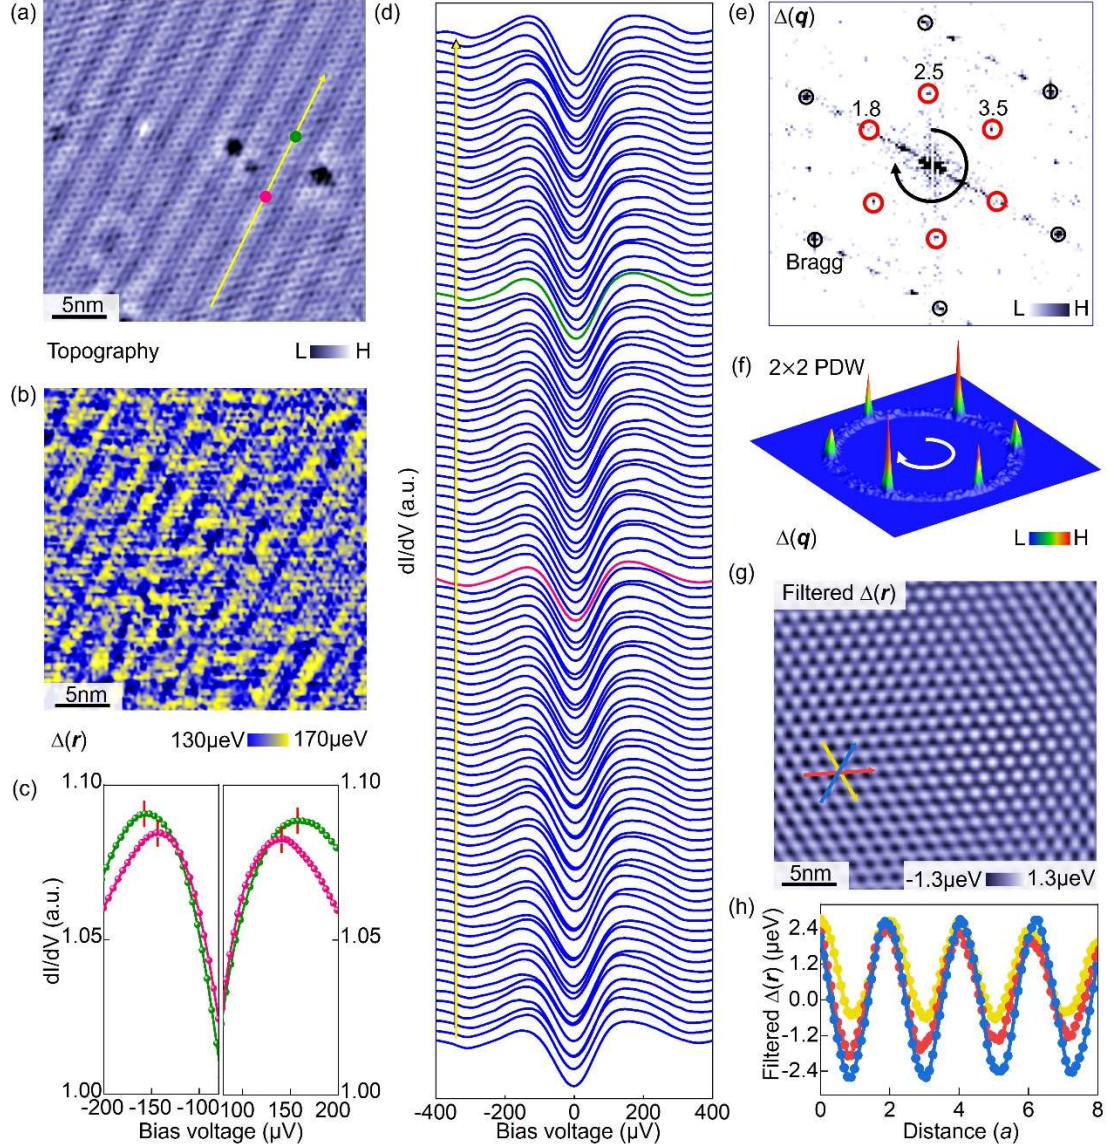 (a)
5nm
Topography
L H
(b)
5nm
Δ(r)
130μeV 170μeV
(c)
1.10
1.05
1.00
1.10
1.05
1.00
dI/dV (a.u.)
-200 -150 -100 100 150 200
Bias voltage (μV)
(d)
dI/dV (a.u.)
-400 -200 0 200 400
Bias voltage (μV)
(e)
Δ(q)
2.5
1.8
3.5
Bragg
L H
(f)
2×2 PDW
Δ(q)
L H
(g)
Filtered Δ(r)
5nm
-1.3μeV 1.3μeV
(h)
Filtered Δ(r) (μeV)
2.4
1.2
0.0
-1.2
-2.4
0 2 4 6 8
Distance (a)